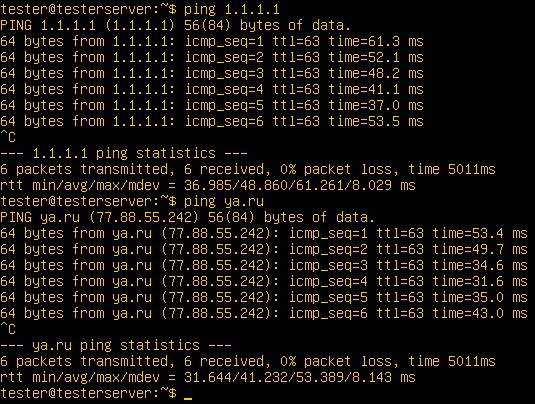 tester@testerserver:~$ ping 1.1.1.1
PING 1.1.1.1 (1.1.1.1) 56(84) bytes of data.
64 bytes from 1.1.1.1: icmp_seq=1 ttl=63 time=61.3 ms
64 bytes from 1.1.1.1: icmp_seq=2 ttl=63 time=52.1 ms
64 bytes from 1.1.1.1: icmp_seq=3 ttl=63 time=48.2 ms
64 bytes from 1.1.1.1: icmp_seq=4 ttl=63 time=41.1 ms
64 bytes from 1.1.1.1: icmp_seq=5 ttl=63 time=37.0 ms
64 bytes from 1.1.1.1: icmp_seq=6 ttl=63 time=53.5 ms
^C
--- 1.1.1.1 ping statistics ---
6 packets transmitted, 6 received, 0% packet loss, time 5011ms
rtt min/avg/max/mdev = 36.985/48.860/61.261/8.029 ms
tester@testerserver:~$ ping ya.ru
PING ya.ru (77.88.55.242) 56(84) bytes of data.
64 bytes from ya.ru (77.88.55.242): icmp_seq=1 ttl=63 time=53.4 ms
64 bytes from ya.ru (77.88.55.242): icmp_seq=2 ttl=63 time=49.7 ms
64 bytes from ya.ru (77.88.55.242): icmp_seq=3 ttl=63 time=34.6 ms
64 bytes from ya.ru (77.88.55.242): icmp_seq=4 ttl=63 time=31.6 ms
64 bytes from ya.ru (77.88.55.242): icmp_seq=5 ttl=63 time=35.0 ms
64 bytes from ya.ru (77.88.55.242): icmp_seq=6 ttl=63 time=43.0 ms
^C
--- ya.ru ping statistics ---
6 packets transmitted, 6 received, 0% packet loss, time 5011ms
rtt min/avg/max/mdev = 31.644/41.232/53.389/8.143 ms
tester@testerserver:~$ _